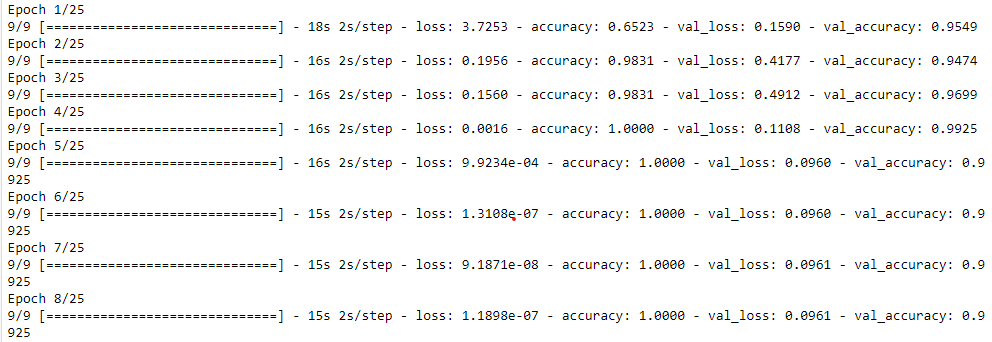 Epoch 1/25
9/9 [==============================] - 18s 2s/step - loss: 3.7253 - accuracy: 0.6523 - val_loss: 0.1590 - val_accuracy: 0.9549
Epoch 2/25
9/9 [==============================] - 16s 2s/step - loss: 0.1956 - accuracy: 0.9831 - val_loss: 0.4177 - val_accuracy: 0.9474
Epoch 3/25
9/9 [==============================] - 16s 2s/step - loss: 0.1560 - accuracy: 0.9831 - val_loss: 0.4912 - val_accuracy: 0.9699
Epoch 4/25
9/9 [==============================] - 16s 2s/step - loss: 0.0016 - accuracy: 1.0000 - val_loss: 0.1108 - val_accuracy: 0.9925
Epoch 5/25
9/9 [==============================] - 16s 2s/step - loss: 9.9234e-04 - accuracy: 1.0000 - val_loss: 0.0960 - val_accuracy: 0.9
925
Epoch 6/25
9/9 [==============================] - 15s 2s/step - loss: 1.3108e-07 - accuracy: 1.0000 - val_loss: 0.0960 - val_accuracy: 0.9
925
Epoch 7/25
9/9 [==============================] - 15s 2s/step - loss: 9.1871e-08 - accuracy: 1.0000 - val_loss: 0.0961 - val_accuracy: 0.9
925
Epoch 8/25
9/9 [==============================] - 15s 2s/step - loss: 1.1898e-07 - accuracy: 1.0000 - val_loss: 0.0961 - val_accuracy: 0.9
925